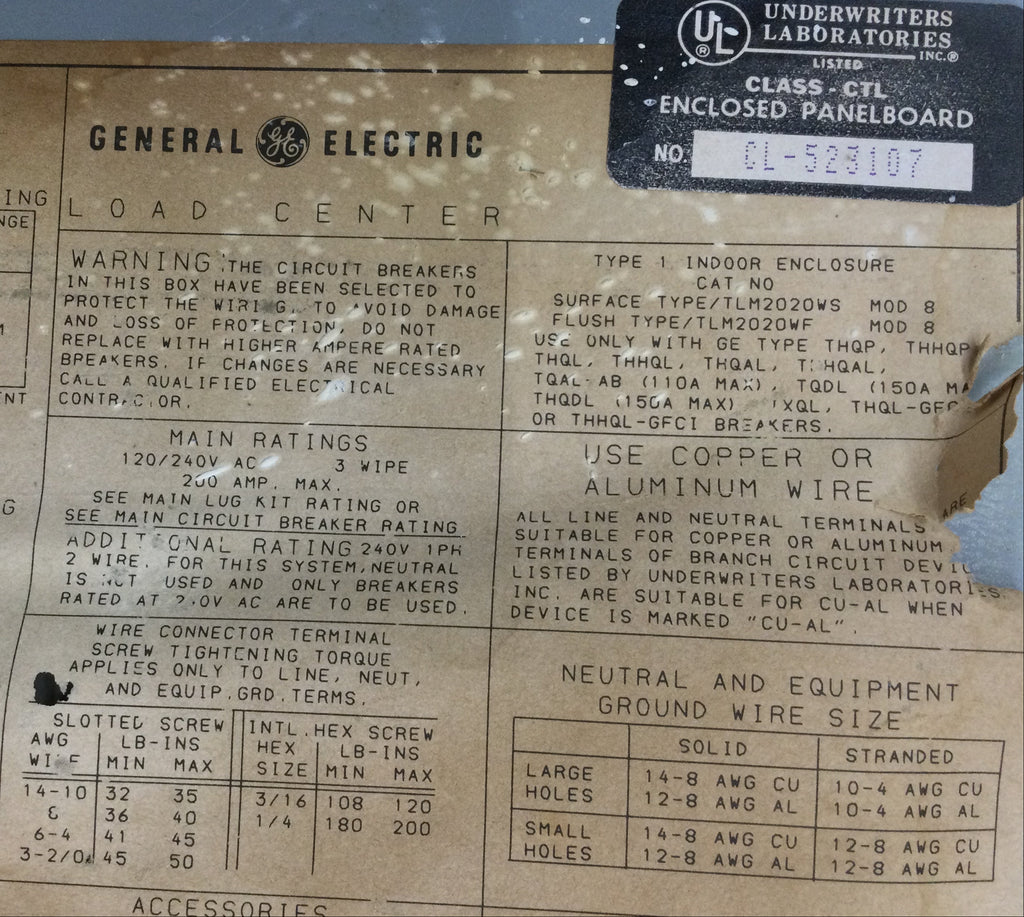 UL
®
UNDERWRITERS
LABORATORIES
INC.®
LISTED
CLASS-CTL
ENCLOSED PANELBOARD
NO. CL-523107
GENERAL GE ELECTRIC
LOAD CENTER
ING
NGE
NT
G
WARNING: THE CIRCUIT BREAKERS
IN THIS BOX HAVE BEEN SELECTED TO
PROTECT THE WIRING. TO AVOID DAMAGE
AND LOSS OF PROTECTION, DO NOT
REPLACE WITH HIGHER AMPERE RATED
BREAKERS. IF CHANGES ARE NECESSARY
CALL A QUALIFIED ELECTRICAL
CONTRACTOR.
TYPE 1 INDOOR ENCLOSURE
CAT NO
SURFACE TYPE/TLM2020WS MOD 8
FLUSH TYPE/TLM2020WF MOD 8
USE ONLY WITH GE TYPE THQP, THHQP
THQL, THHQL, THQAL, THHQAL,
TQAL-AB (110A MAX), TQDL (150A MA
THQDL (150A MAX) TXQL, THQL-GFC
OR THHQL-GFCI BREAKERS.
MAIN RATINGS
120/240V AC 3 WIPE
200 AMP. MAX.
SEE MAIN LUG KIT RATING OR
SEE MAIN CIRCUIT BREAKER RATING
ADDITIONAL RATING 240V 1PH
2 WIRE. FOR THIS SYSTEM, NEUTRAL
IS NOT USED AND ONLY BREAKERS
RATED AT 240V AC ARE TO BE USED.
USE COPPER OR
ALUMINUM WIRE
ARE
ALL LINE AND NEUTRAL TERMINALS
SUITABLE FOR COPPER OR ALUMINUM
TERMINALS OF BRANCH CIRCUIT DEVIC
LISTED BY UNDERWRITERS LABORATORIES
INC. ARE SUITABLE FOR CU-AL WHEN
DEVICE IS MARKED "CU-AL".
WIRE CONNECTOR TERMINAL
SCREW TIGHTENING TORQUE
APPLIES ONLY TO LINE, NEUT,
AND EQUIP.GRD.TERMS.
SLOTTED SCREW INTL.HEX SCREW
AWG LB-INS HEX LB-INS
WIRE MIN MAX SIZE MIN MAX
14-10 32 35 3/16 108 120
8 36 40 1/4 180 200
6-4 41 45
3-2/0 45 50
NEUTRAL AND EQUIPMENT
GROUND WIRE SIZE
SOLID STRANDED
LARGE 14-8 AWG CU 10-4 AWG CU
HOLES 12-8 AWG AL 10-4 AWG AL
SMALL 14-8 AWG CU 12-8 AWG CU
HOLES 12-8 AWG AL 12-8 AWG AL
ACCESSORIES